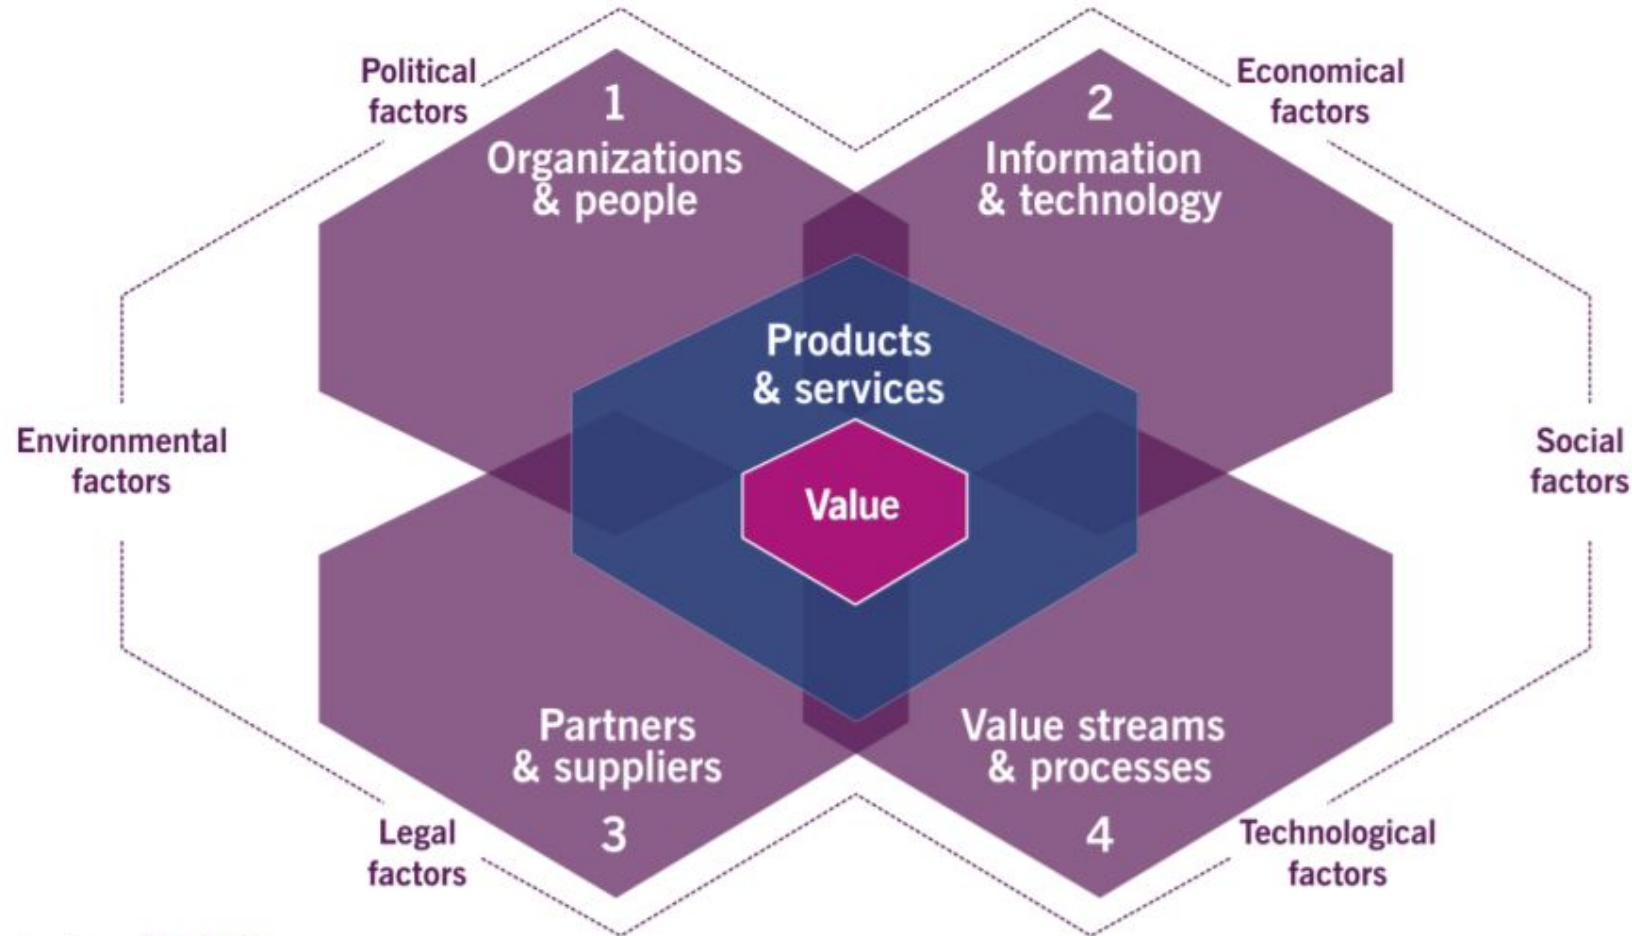 Political
factors
Economical
factors
1
Organizations
& people
2
Information
& technology
Products
& services
Environmental
factors
Value
Social
factors
Partners
& suppliers
3
Value streams
& processes
4
Legal
factors
Technological
factors